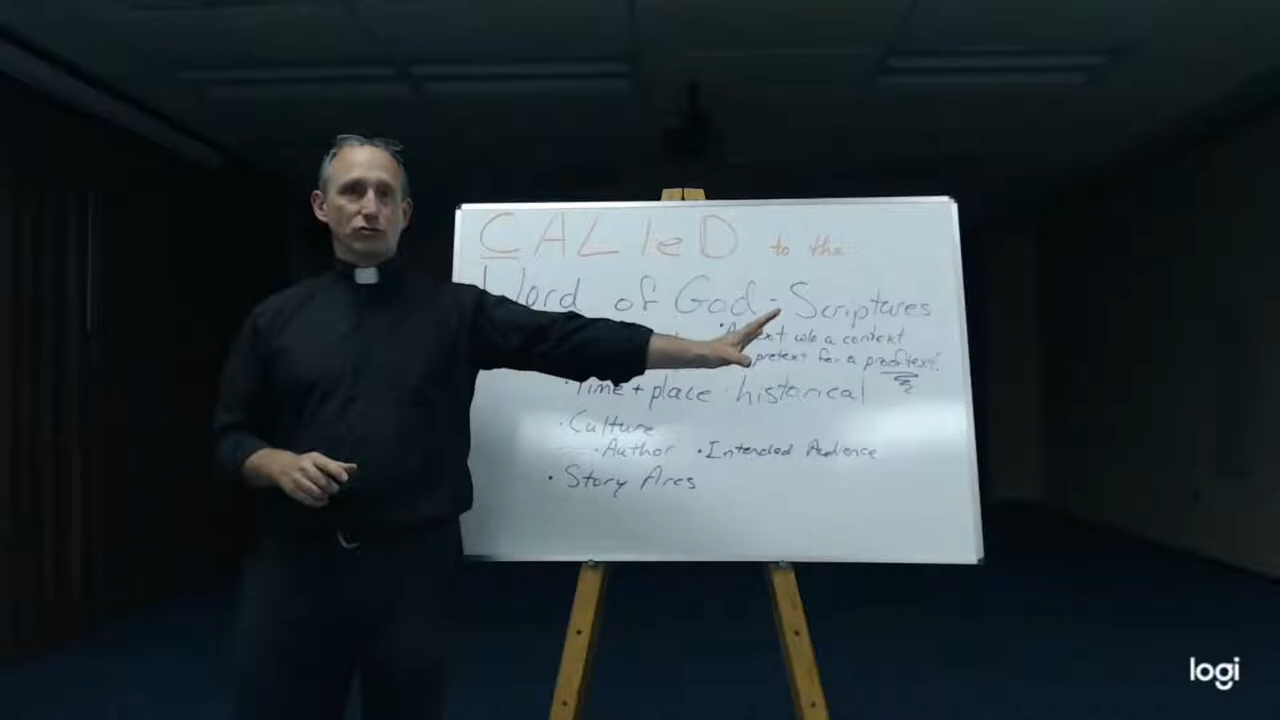 CALleD to the
Word of God - Scriptures
text w/o a context
pretext for a prooftext"
• Time + place • historical
• Culture
• Author • Intended Audience
• Story Arcs
logi